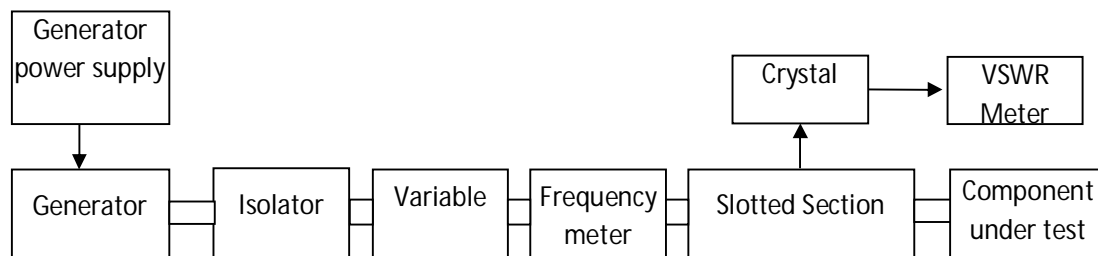 Generator
power supply
Crystal
VSWR
Meter
Generator
Isolator
Variable
Frequency
meter
Slotted Section
Component
under test